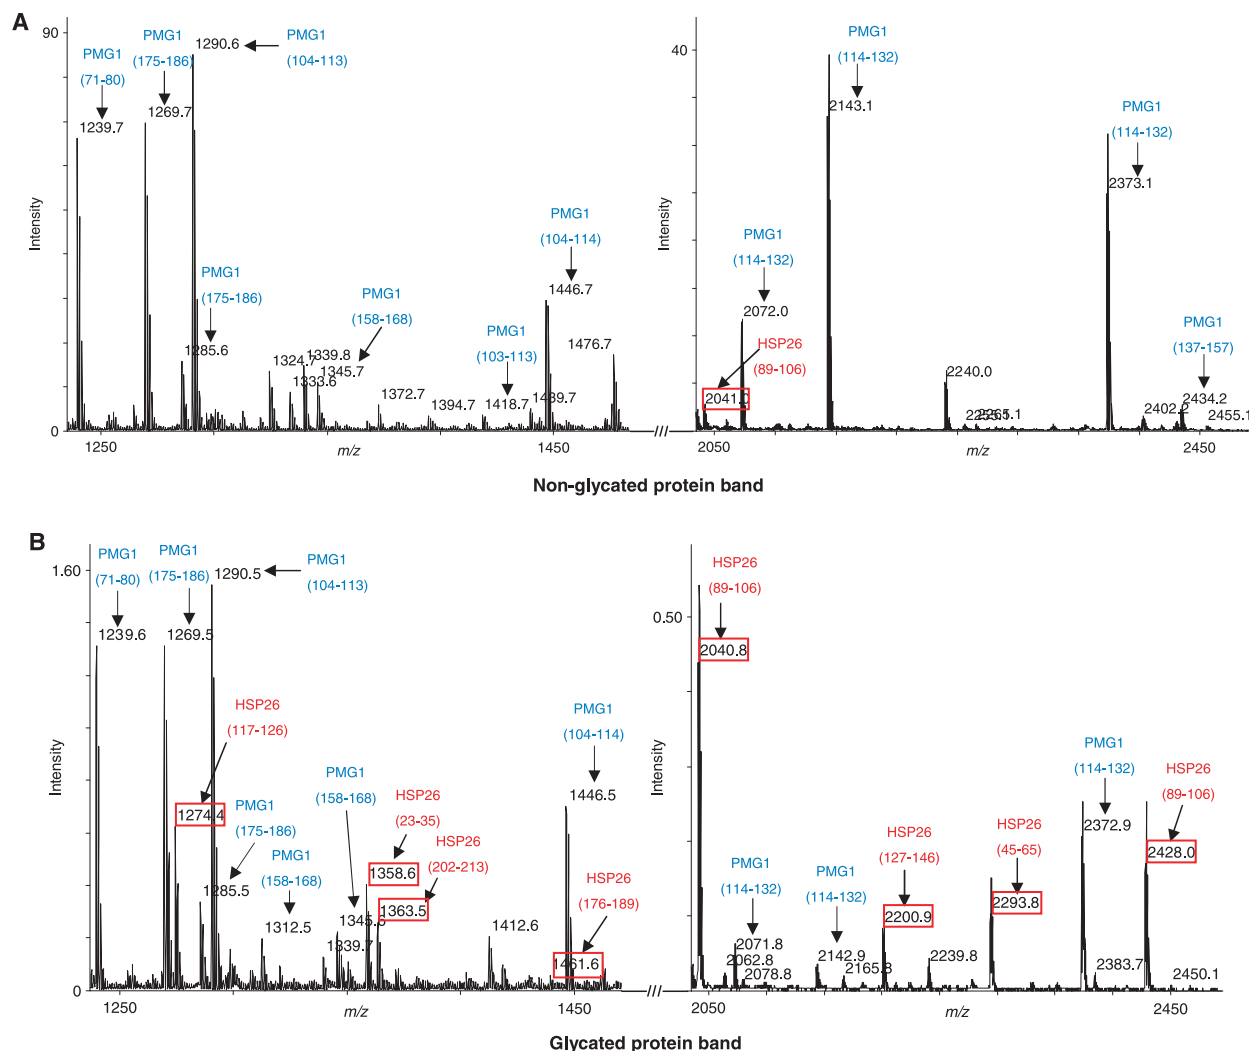 A
90
PMG1
(71-80)
1239.7
PMG1
(175-186)
1269.7
1290.6
PMG1
(104-113)
PMG1
(175-186)
1285.6
1324.7
1333.6
1339.8
1345.7
PMG1
(158-168)
1372.7
1394.7
PMG1
(103-113)
1418.7
1439.7
PMG1
(104-114)
1446.7
1476.7
Intensity
0
1250
m/z
1450
40
Intensity
HSP26
(89-106)
2041.0
PMG1
(114-132)
2072.0
PMG1
(114-132)
2143.1
2240.0
2265.1
PMG1
(114-132)
2373.1
2402.2
PMG1
(137-157)
2434.2
2455.1
2050
m/z
2450
Non-glycated protein band
B
1.60
PMG1
(71-80)
1239.6
PMG1
(175-186)
1269.5
1290.5
PMG1
(104-113)
HSP26
(117-126)
1274.4
PMG1
(175-186)
1285.5
PMG1
(158-168)
1312.5
PMG1
(158-168)
1339.7
HSP26
(23-35)
1358.6
HSP26
(202-213)
1363.5
1412.6
PMG1
(104-114)
1446.5
HSP26
(176-189)
1461.6
Intensity
0
1250
m/z
1450
0.50
Intensity
HSP26
(89-106)
2040.8
PMG1
(114-132)
2071.8
2062.8
2078.8
PMG1
(114-132)
2142.9
2165.8
HSP26
(127-146)
2200.9
2239.8
HSP26
(45-65)
2293.8
PMG1
(114-132)
2372.9
2383.7
HSP26
(89-106)
2428.0
2450.1
2050
m/z
2450
Glycated protein band